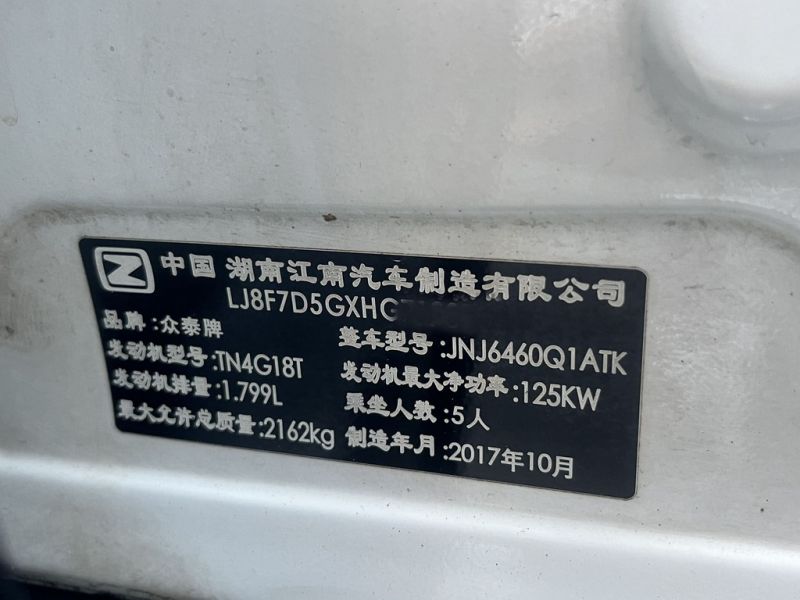 中国 湖南江南汽车制造有限公司
LJ8F7D5GXHG
品牌:众泰牌 整车型号:JNJ6460Q1ATK
发动机型号:TN4G18T 发动机最大净功率:125KW
发动机排量:1.799L 乘坐人数:5人
最大允许总质量:2162kg 制造年月:2017年10月